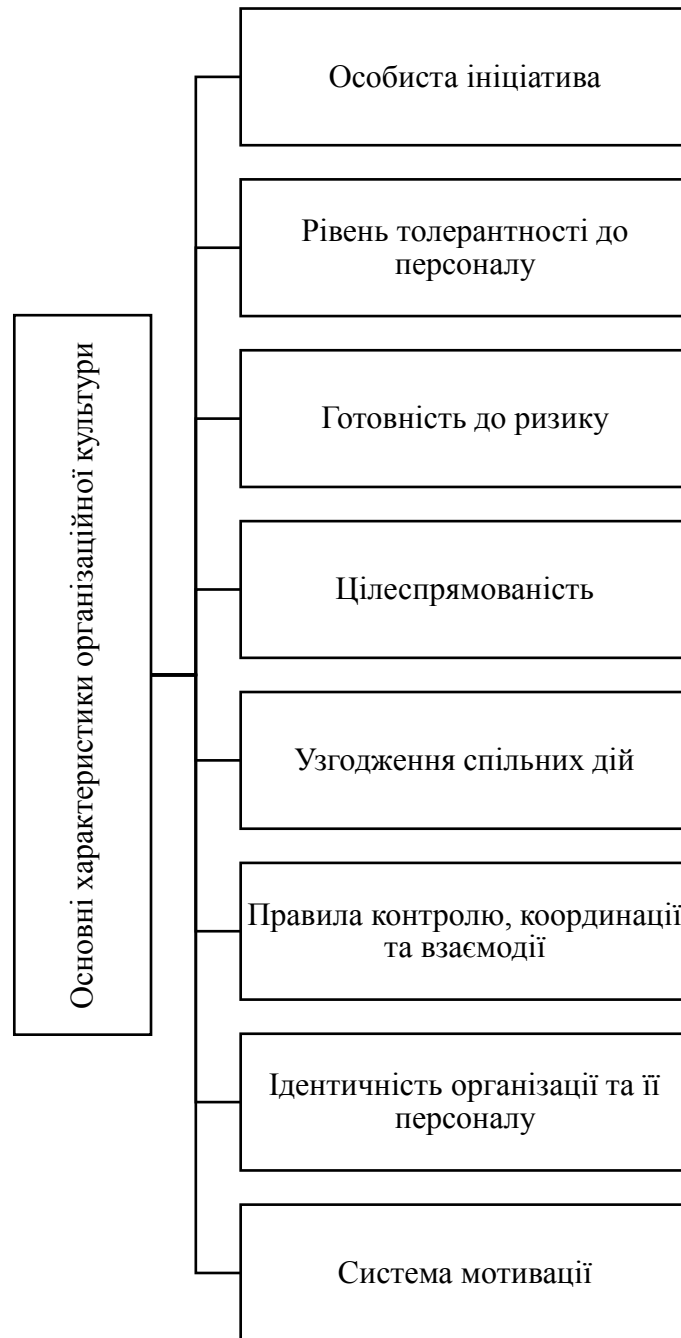 Основні характеристики організаційної культури
Особиста ініціатива
Рівень толерантності до
персоналу
Готовність до ризику
Цілеспрямованість
Узгодження спільних дій
Правила контролю, координації
та взаємодії
Ідентичність організації та її
персоналу
Система мотивації